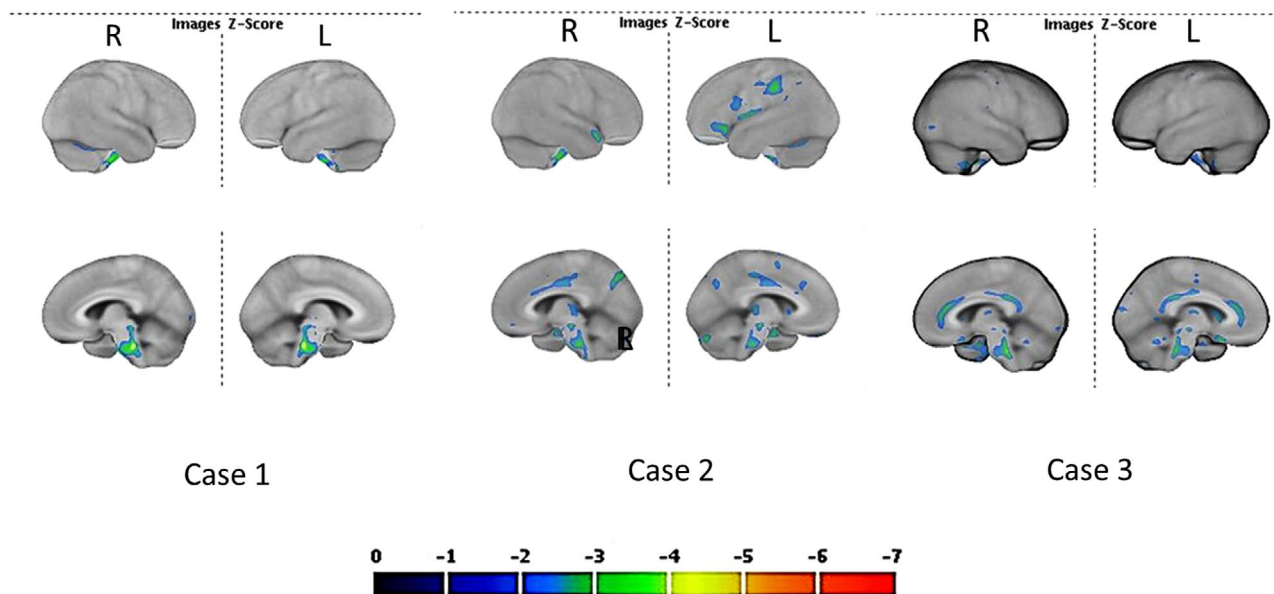 Images Z-Score
R L
Images Z-Score
R L
Images Z-Score
R L
Case 1
Case 2
Case 3
0 -1 -2 -3 -4 -5 -6 -7